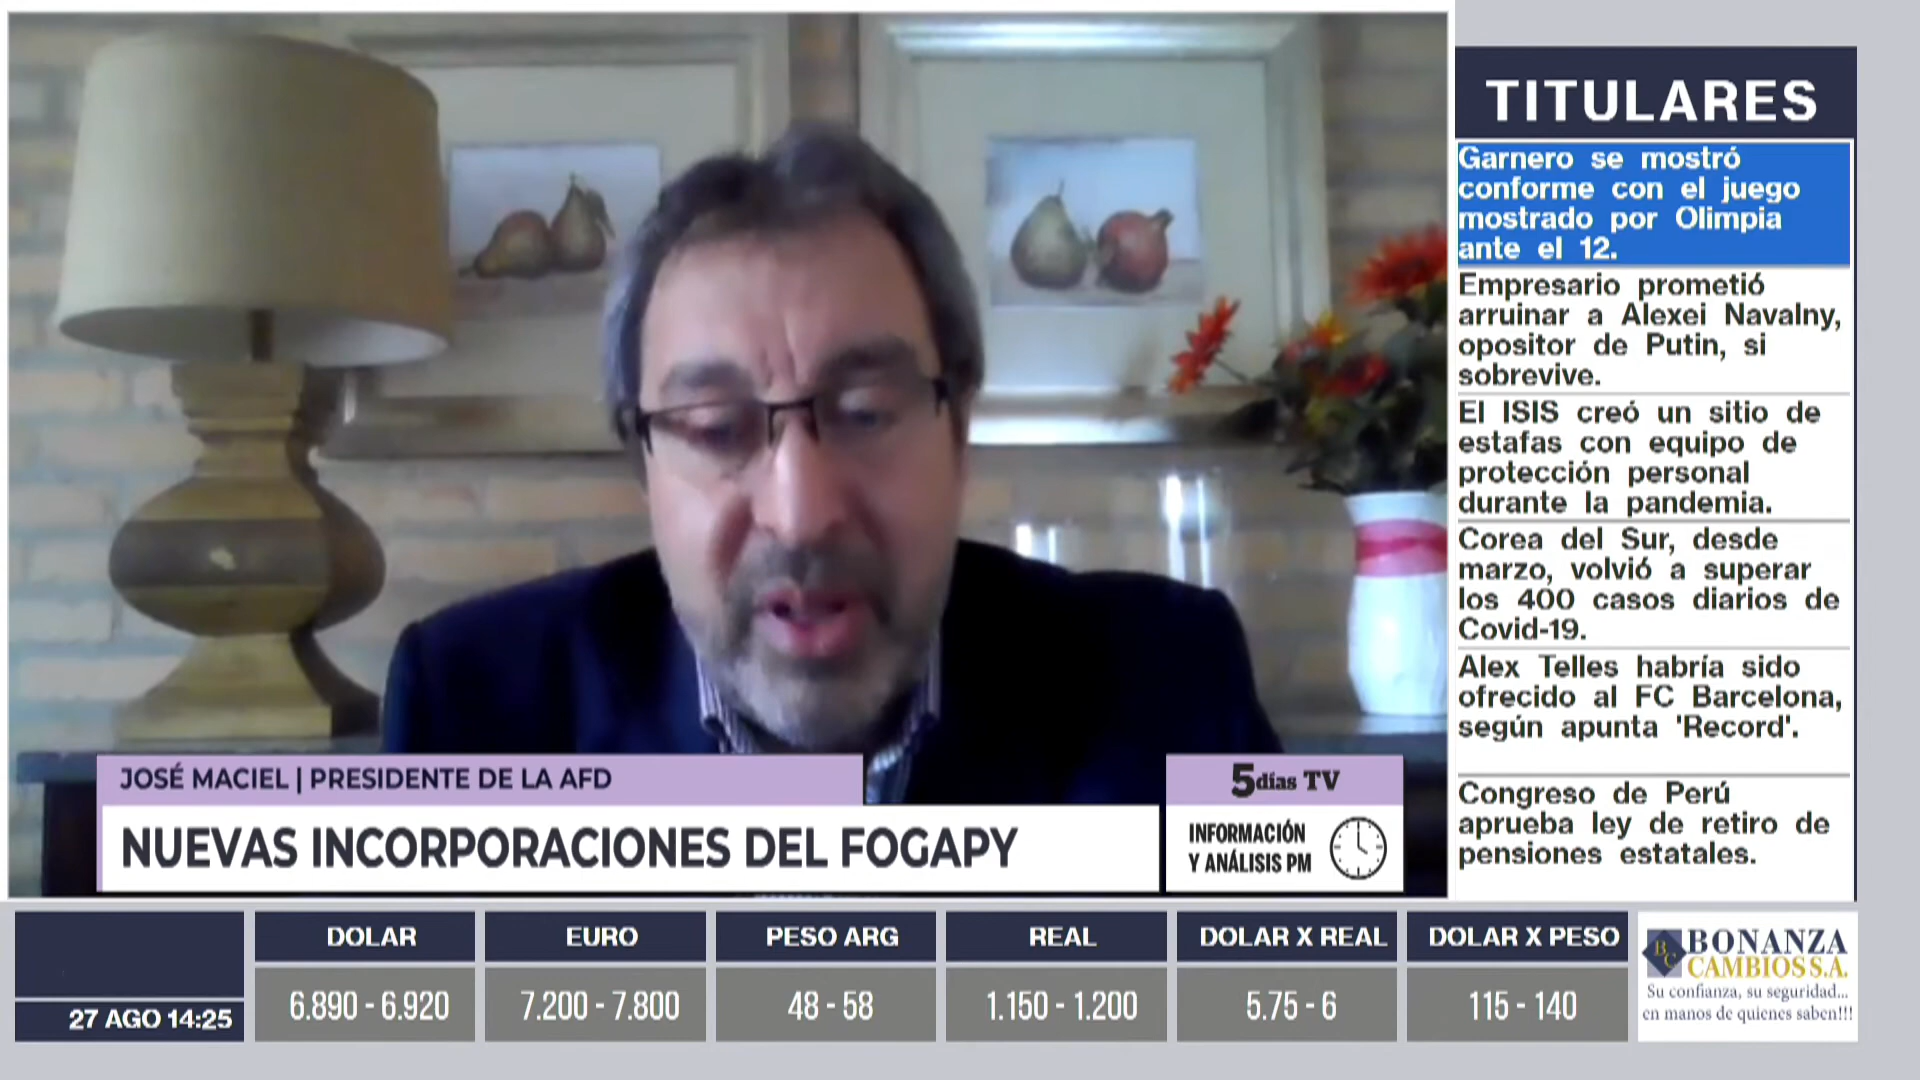 TITULARES
Garnero se mostró
conforme con el juego
mostrado por Olimpia
ante el 12.
Empresario prometió
arruinar a Alexei Navalny,
opositor de Putin, si
sobrevive.
El ISIS creó un sitio de
estafas con equipo de
protección personal
durante la pandemia.
Corea del Sur, desde
marzo, volvió a superar
los 400 casos diarios de
Covid-19.
Alex Telles habría sido
ofrecido al FC Barcelona,
según apunta 'Record'.
Congreso de Perú
aprueba ley de retiro de
pensiones estatales.
JOSÉ MACIEL | PRESIDENTE DE LA AFD
NUEVAS INCORPORACIONES DEL FOGAPY
5días TV
INFORMACIÓN
Y ANÁLISIS PM
27 AGO 14:25
DOLAR
6.890 - 6.920
EURO
7.200 - 7.800
PESO ARG
48 - 58
REAL
1.150 - 1.200
DOLAR X REAL
5.75 - 6
DOLAR X PESO
115 - 140
BC
BONANZA
CAMBIOS S.A.
Su confianza, su seguridad...
en manos de quienes saben!!!